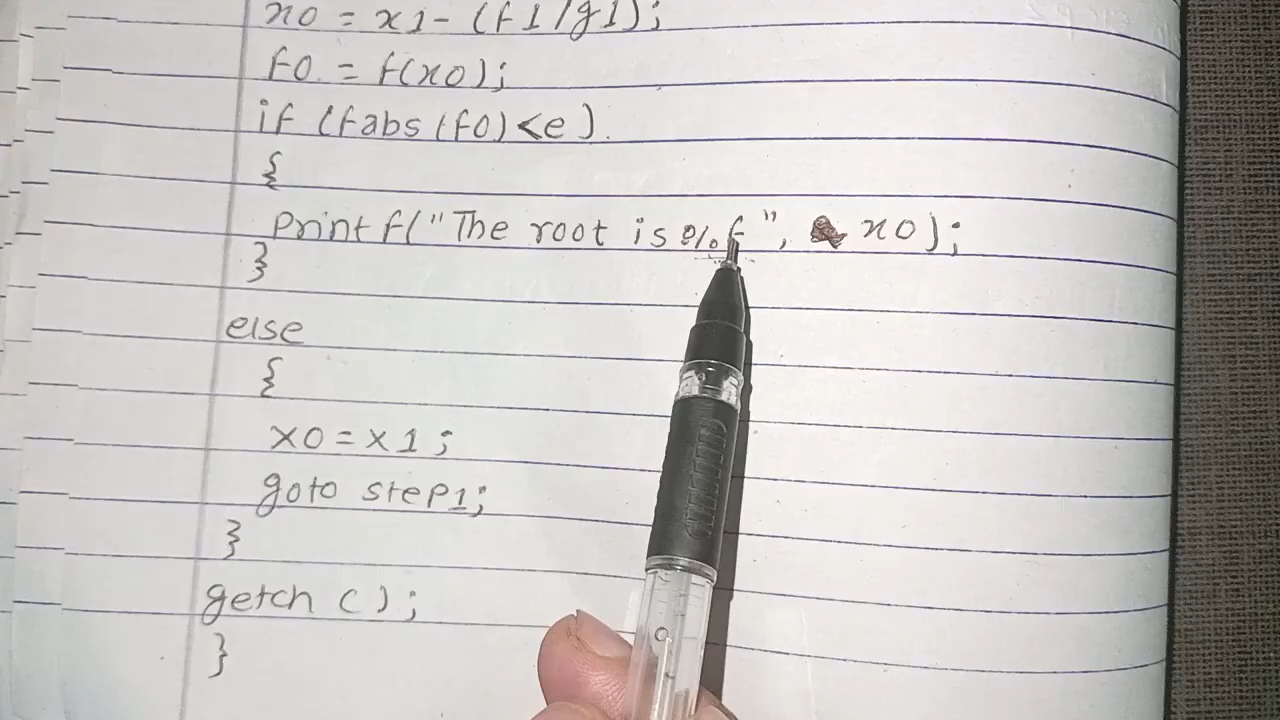 x0 = x1 - (f1/g1);
f0 = f(x0);
if (fabs(f0)<e)
{
printf("The root is %f", x0);
}
else
{
x0 = x1;
goto step1;
}
getch ();
}